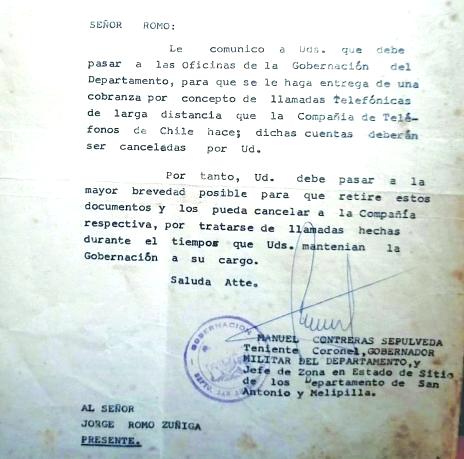 SEÑOR ROMO:
Le comunico a Uds. que debe
pasar a las Oficinas de la Gobernación del
Departamento, para que se le haga entrega de una
cobranza por concepto de llamadas Telefónicas
de larga distancia que la Compañia de Telé-
fonos de Chile hace; dichas cuentas deberán
ser canceladas por Ud.
Por tanto, Ud. debe pasar a la
mayor brevedad posible para que retire estos
documentos y los pueda cancelar a la Compañía
respectiva, por tratarse de llamadas hechas
durante el tiempos que Uds. mantenian la
Gobernación a su cargo.
Saluda Atte.
GOBERNACION
MANUEL CONTRERAS SEPULVEDA
Teniente Coronel, GOBERNADOR
MILITAR DEL DEPARTAMENTO, y
Jefe de Zona en Estado de Sitio
de los Departamento de San
Antonio y Melipilla.
AL SEÑOR
JORGE ROMO ZUÑIGA
PRESENTE.